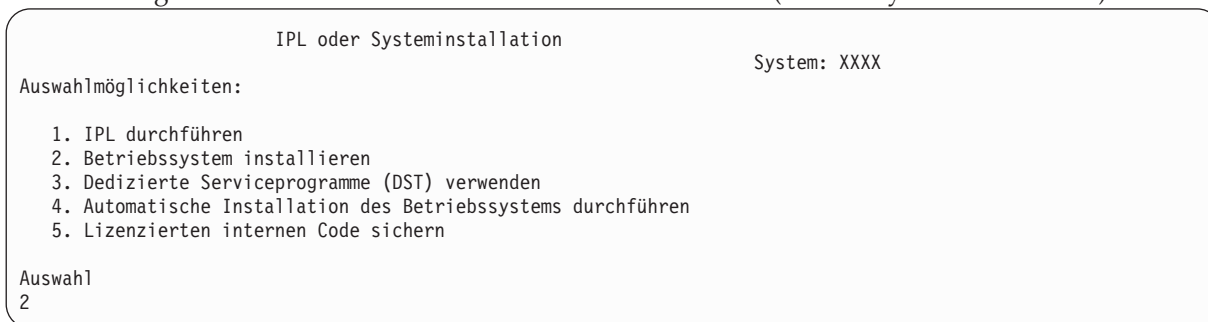 IPL oder Systeminstallation
System: XXXX
Auswahlmöglichkeiten:
1. IPL durchführen
2. Betriebssystem installieren
3. Dedizierte Serviceprogramme (DST) verwenden
4. Automatische Installation des Betriebssystems durchführen
5. Lizenzierten internen Code sichern
Auswahl
2